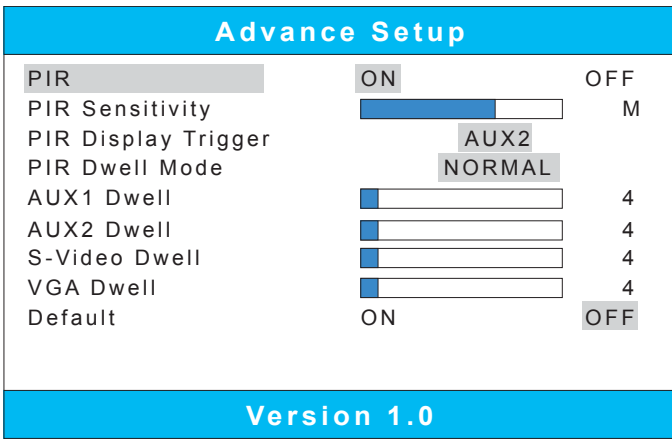 Advance Setup
PIR ON OFF
PIR Sensitivity M
PIR Display Trigger AUX2
PIR Dwell Mode NORMAL
AUX1 Dwell 4
AUX2 Dwell 4
S-Video Dwell 4
VGA Dwell 4
Default ON OFF
Version 1.0